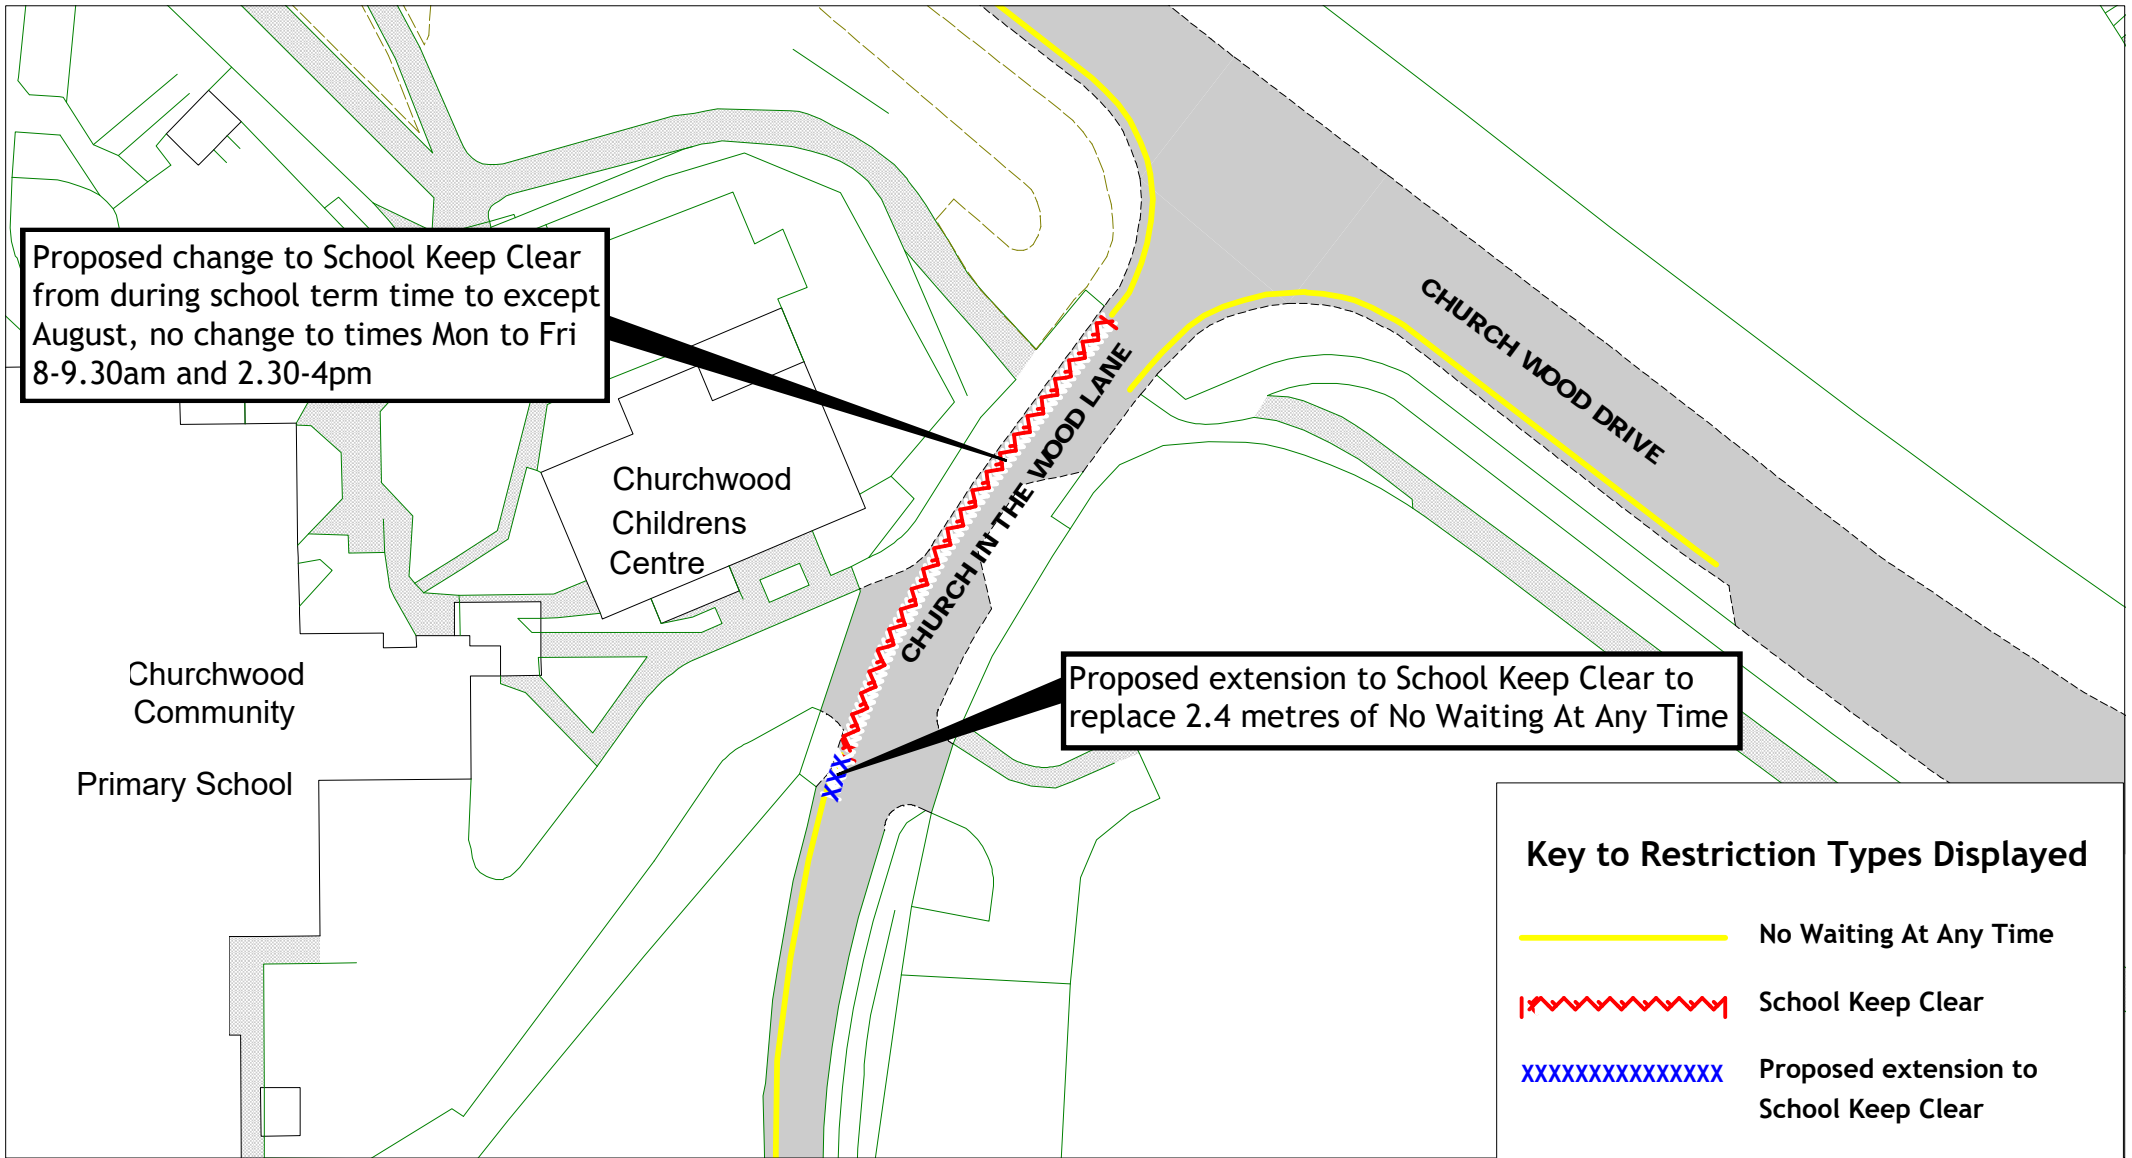 Proposed change to School Keep Clear
from during school term time to except
August, no change to times Mon to Fri
8-9.30am and 2.30-4pm
CHURCH WOOD DRIVE
CHURCH IN THE WOOD LANE
Churchwood
Childrens
Centre
Churchwood
Community
Primary School
Proposed extension to School Keep Clear to
replace 2.4 metres of No Waiting At Any Time
XXX
Key to Restriction Types Displayed
No Waiting At Any Time
School Keep Clear
XXXXXXXXXXXXXXX Proposed extension to
School Keep Clear